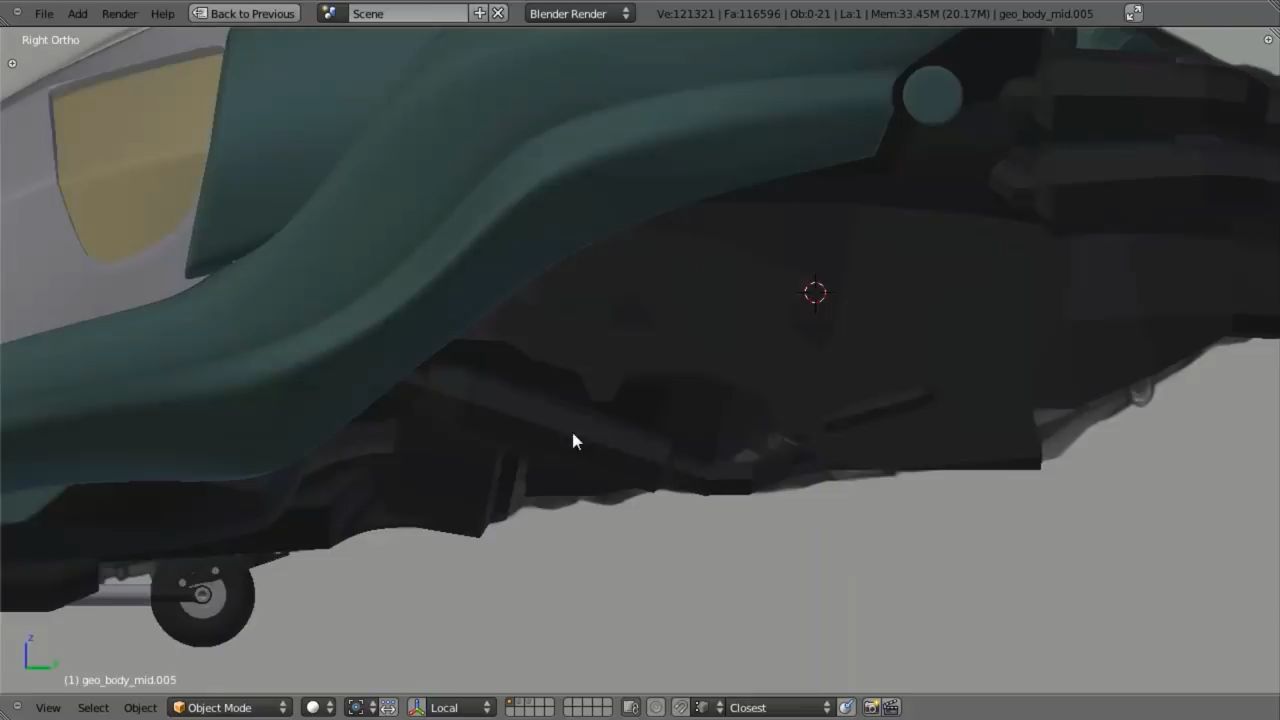 File Add Render Help Back to Previous Scene Blender Render Ve:121321 | Fa:116596 | Ob:0-21 | La:1 | Mem:33.45M (20.17M) | geo_body_mid.005
Right Ortho
z
(1) geo_body_mid.005
View Select Object Object Mode Local Closest